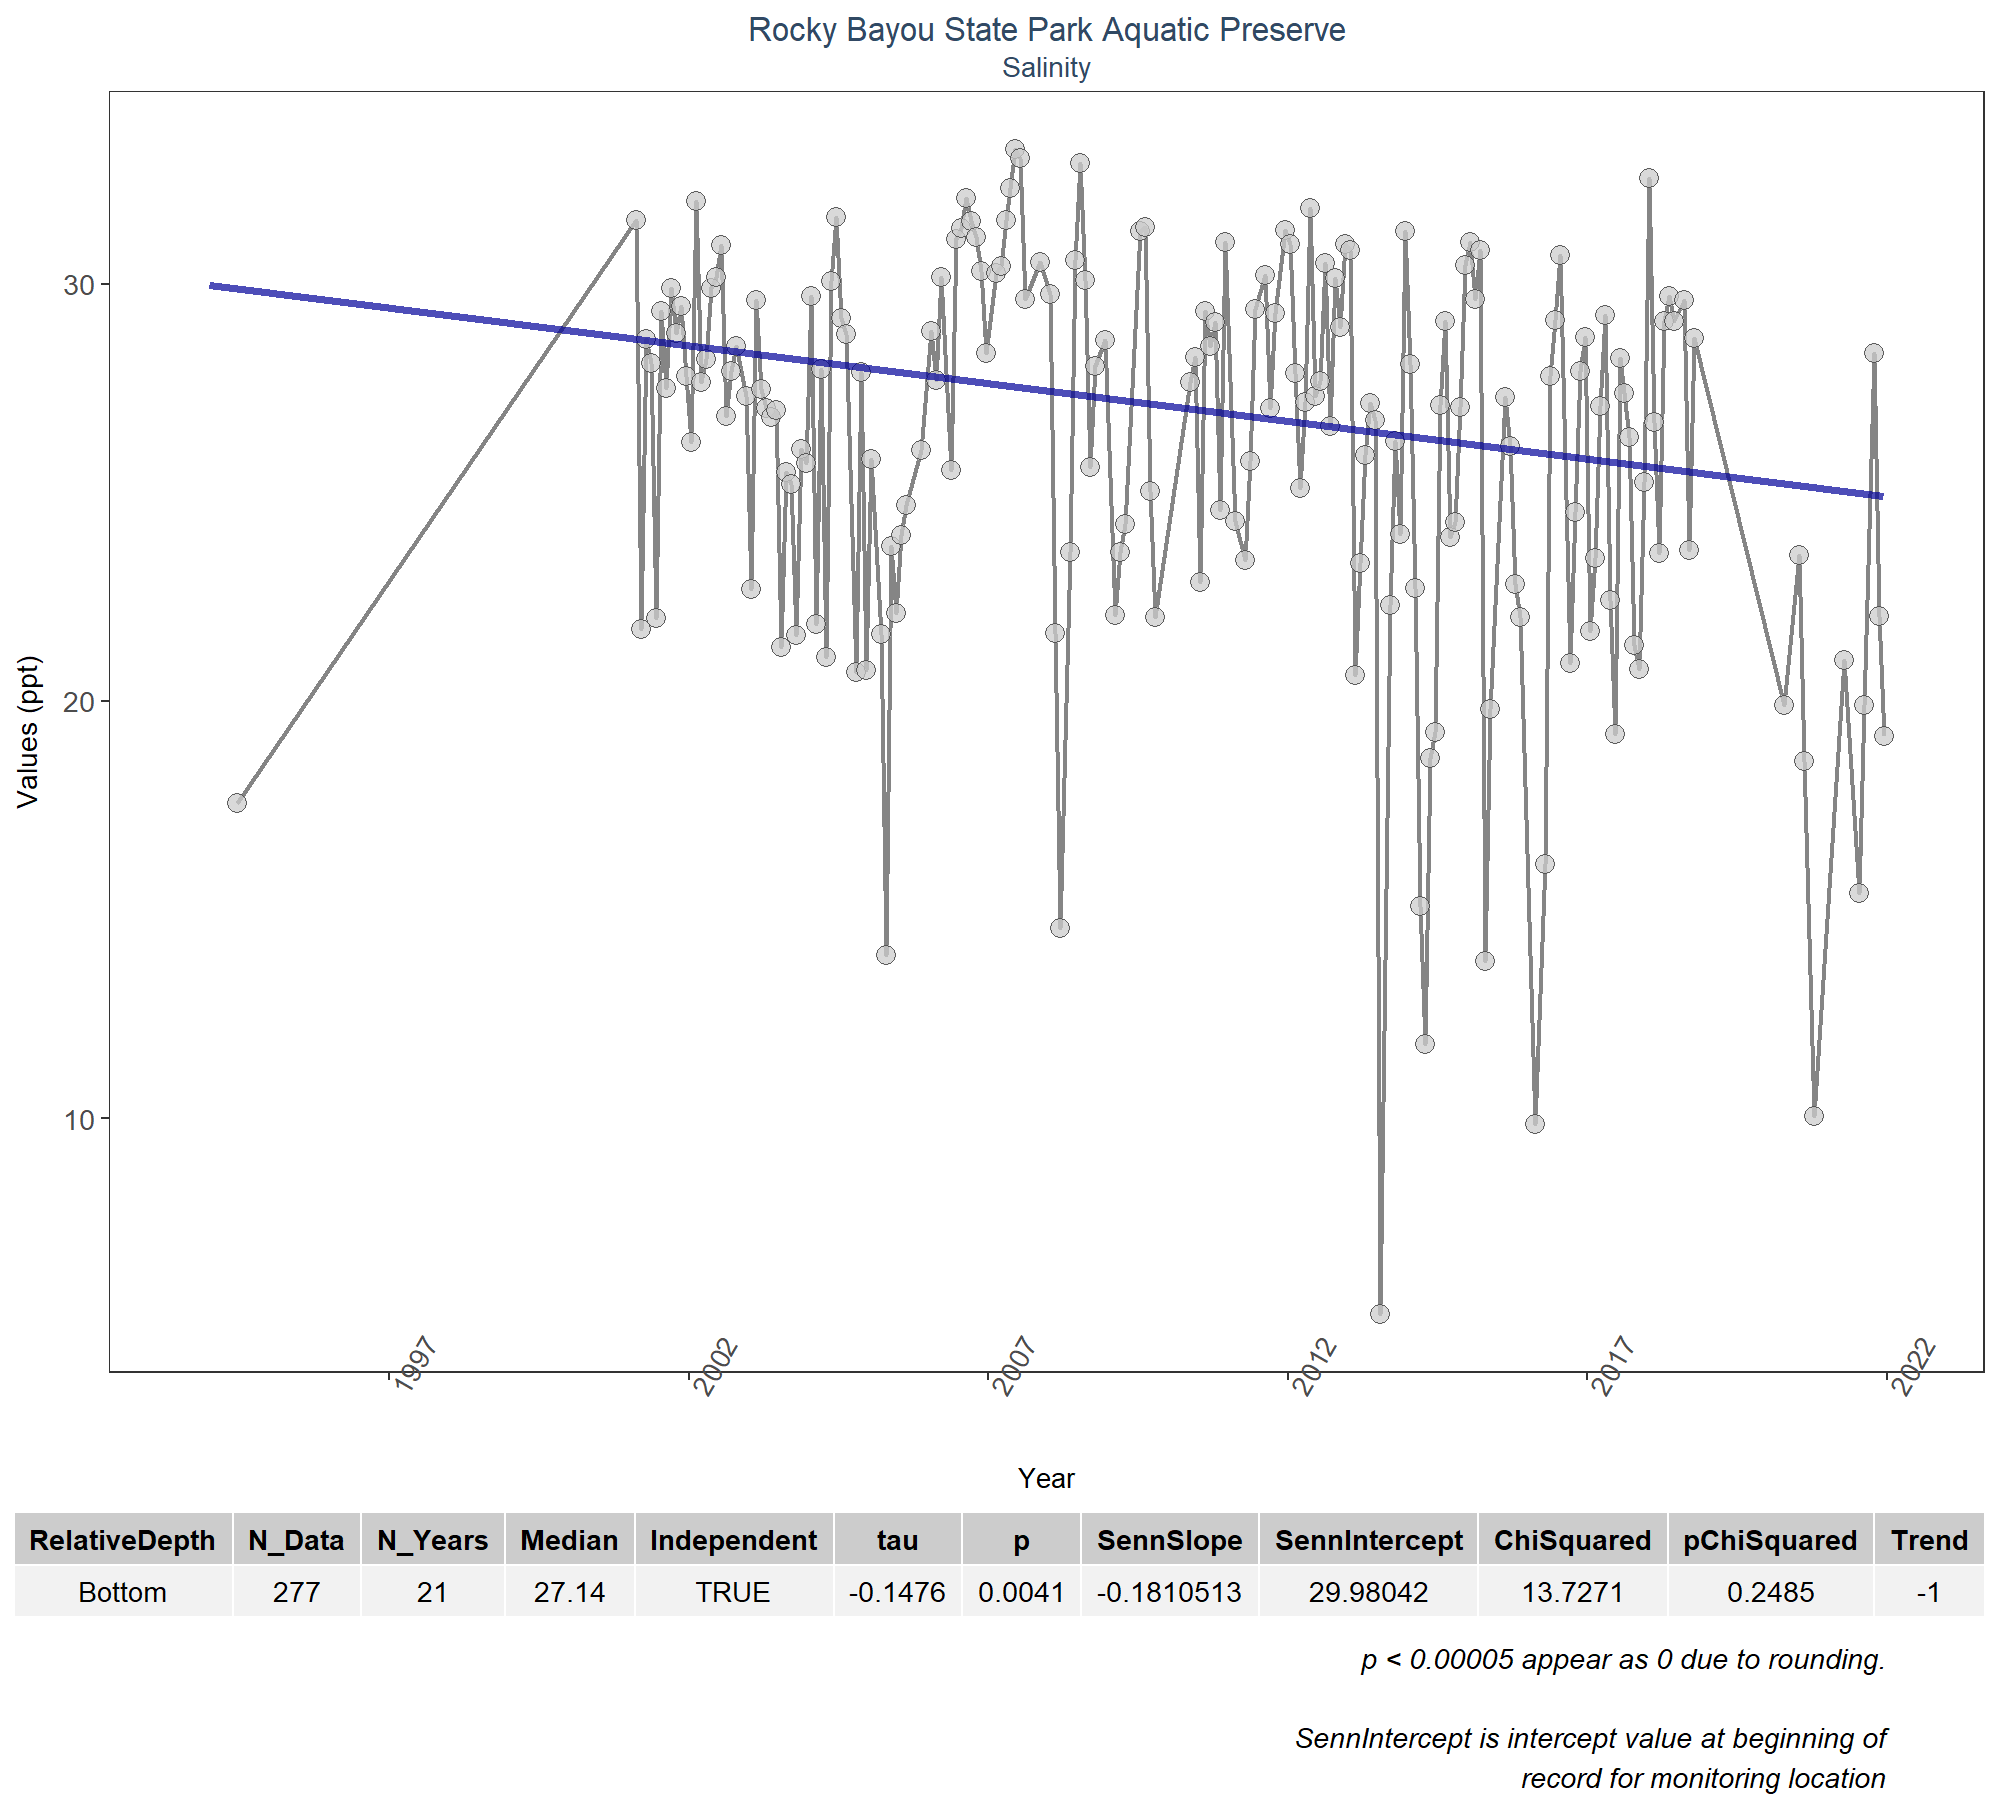 Rocky Bayou State Park Aquatic Preserve
Salinity
Values (ppt)
30
20
10
1997
2002
2007
2012
2017
2022
Year
RelativeDepth N_Data N_Years Median Independent tau p SennSlope SennIntercept ChiSquared pChiSquared Trend
Bottom 277 21 27.14 TRUE -0.1476 0.0041 -0.1810513 29.98042 13.7271 0.2485 -1
p < 0.00005 appear as 0 due to rounding.
SennIntercept is intercept value at beginning of
record for monitoring location